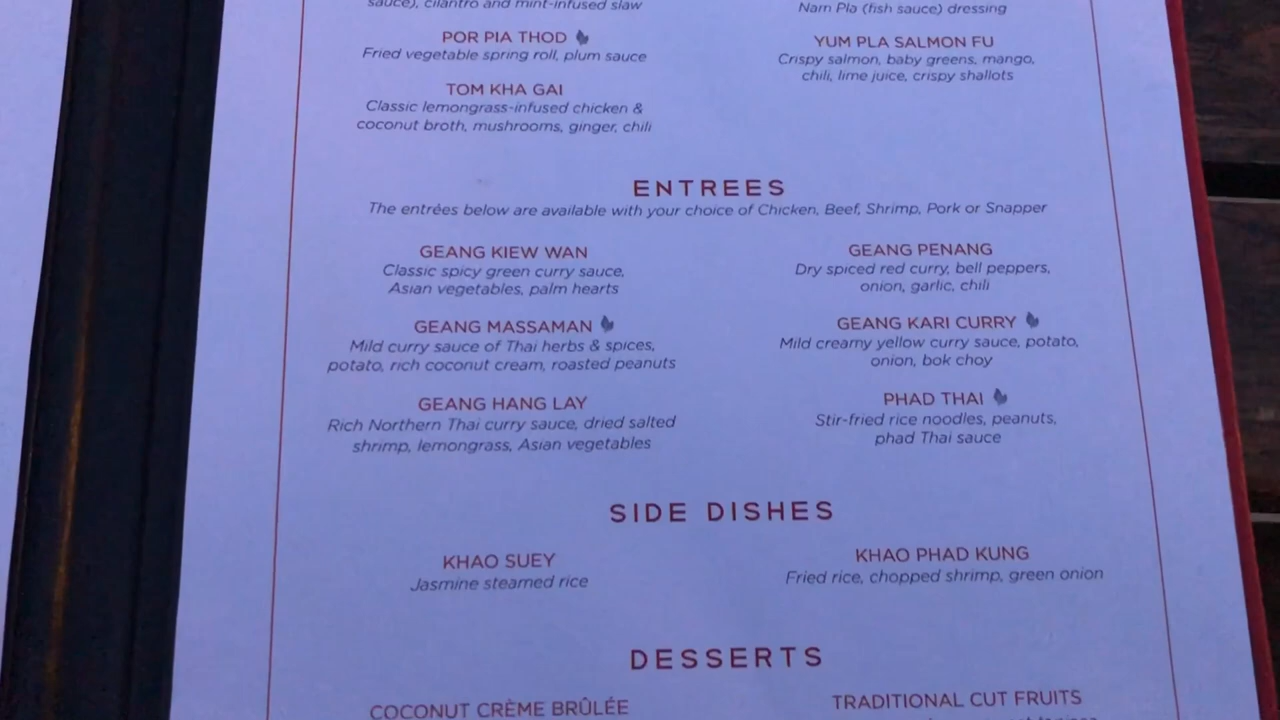 sauce), cilantro and mint-infused slaw
POR PIA THOD
Fried vegetable spring roll, plum sauce
TOM KHA GAI
Classic lemongrass-infused chicken &
coconut broth, mushrooms, ginger, chili
Nam Pla (fish sauce) dressing
YUM PLA SALMON FU
Crispy salmon, baby greens, mango,
chili, lime juice, crispy shallots
ENTREES
The entrées below are available with your choice of Chicken, Beef, Shrimp, Pork or Snapper
GEANG KIEW WAN
Classic spicy green curry sauce,
Asian vegetables, palm hearts
GEANG MASSAMAN
Mild curry sauce of Thai herbs & spices,
potato, rich coconut cream, roasted peanuts
GEANG HANG LAY
Rich Northern Thai curry sauce, dried salted
shrimp, lemongrass, Asian vegetables
GEANG PENANG
Dry spiced red curry, bell peppers,
onion, garlic, chili
GEANG KARI CURRY
Mild creamy yellow curry sauce, potato,
onion, bok choy
PHAD THAI
Stir-fried rice noodles, peanuts,
phad Thai sauce
SIDE DISHES
KHAO SUEY
Jasmine steamed rice
KHAO PHAD KUNG
Fried rice, chopped shrimp, green onion
DESSERTS
COCONUT CRÈME BRÛLÉE
TRADITIONAL CUT FRUITS